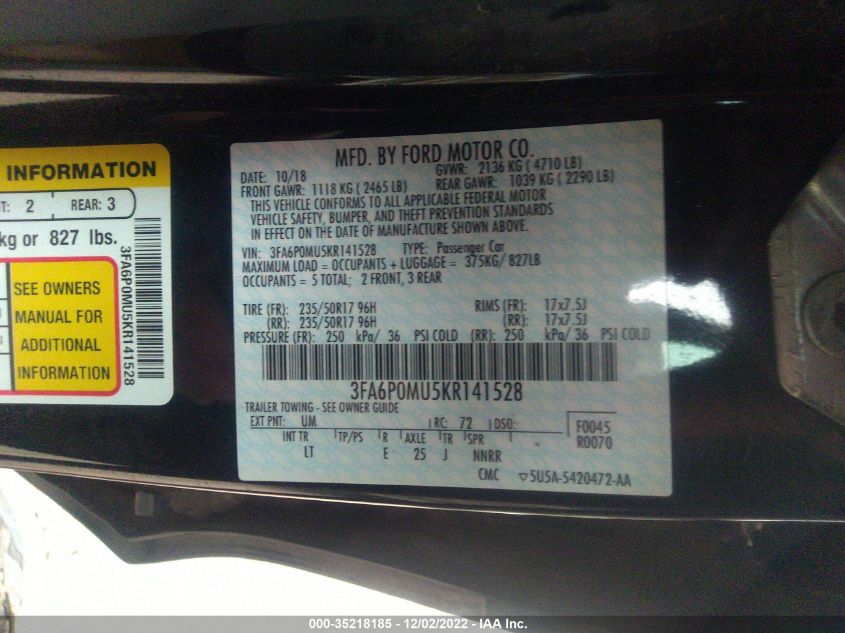 INFORMATION
T: 2 REAR: 3
kg or 827 lbs.
SEE OWNERS
MANUAL FOR
ADDITIONAL
INFORMATION
3FA6P0MU5KR141528
MFD. BY FORD MOTOR CO.
DATE: 10/18 GVWR: 2136 KG ( 4710 LB)
FRONT GAWR: 1118 KG ( 2465 LB) REAR GAWR: 1039 KG ( 2290 LB)
THIS VEHICLE CONFORMS TO ALL APPLICABLE FEDERAL MOTOR
VEHICLE SAFETY, BUMPER, AND THEFT PREVENTION STANDARDS
IN EFFECT ON THE DATE OF MANUFACTURE SHOWN ABOVE.
VIN: 3FA6P0MU5KR141528 TYPE: Passenger Car
MAXIMUM LOAD = OCCUPANTS + LUGGAGE = 375KG/ 827LB
OCCUPANTS = 5 TOTAL; 2 FRONT, 3 REAR
TIRE (FR): 235/50R17 96H RIMS (FR): 17x7.5J
(RR): 235/50R17 96H (RR): 17x7.5J
PRESSURE (FR): 250 kPa/ 36 PSI COLD (RR): 250 kPa/ 36 PSI COLD
3FA6P0MU5KR141528
TRAILER TOWING - SEE OWNER GUIDE
EXT PNT: UM RC: 72 DSO: F0045
INT TR TP/PS R AXLE TR SPR R0070
LT E 25 J NNRR
CMC ▽5U5A-5420472-AA
000-35218185 - 12/02/2022 - IAA, Inc.